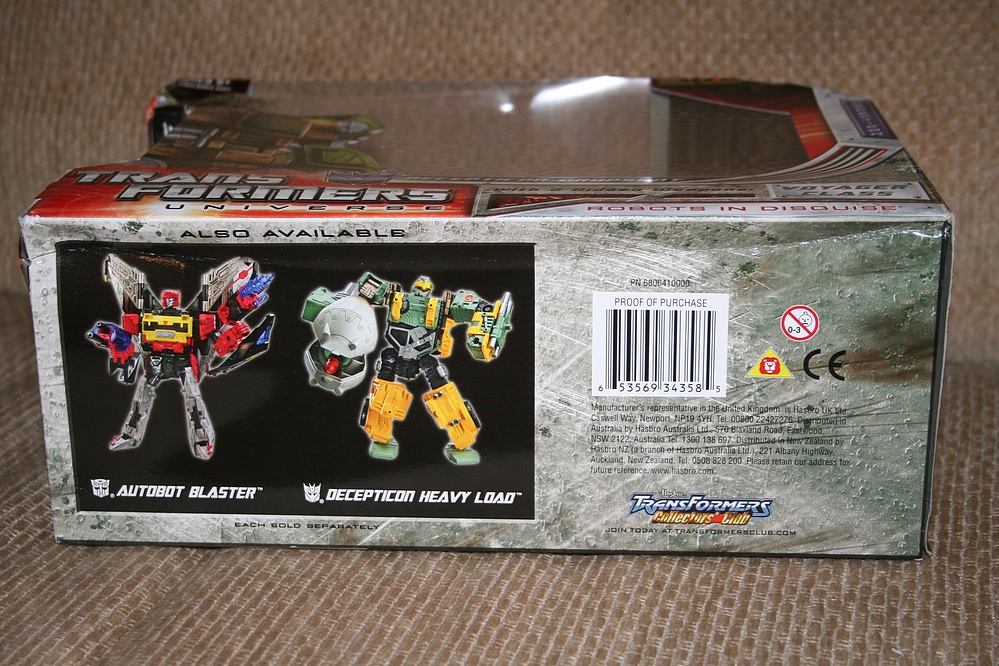 TRANSFORMERS
UNIVERSE
VOYAGER
CLASS
ROBOTS IN DISGUISE
ALSO AVAILABLE
AUTOBOT BLASTER™
DECEPTICON HEAVY LOAD™
EACH SOLD SEPARATELY
PN 6806410000
PROOF OF PURCHASE
6 53569 34358 5
0-3
CE
Manufacturer's representative in the United Kingdom is Hasbro UK Ltd.,
Caswell Way, Newport, NP19 4YH. Tel. 00800 22427276. Distributed in
Australia by Hasbro Australia Ltd., 570 Blaxland Road, Eastwood,
NSW 2122, Australia Tel: 1300 138 697. Distributed in New Zealand by
Hasbro NZ (a branch of Hasbro Australia Ltd.), 221 Albany Highway,
Auckland, New Zealand. Tel: 0508 828 200. Please retain our address for
future reference. www.hasbro.com.
TRANSFORMERS
Collectors' Club
JOIN TODAY AT TRANSFORMERSCLUB.COM